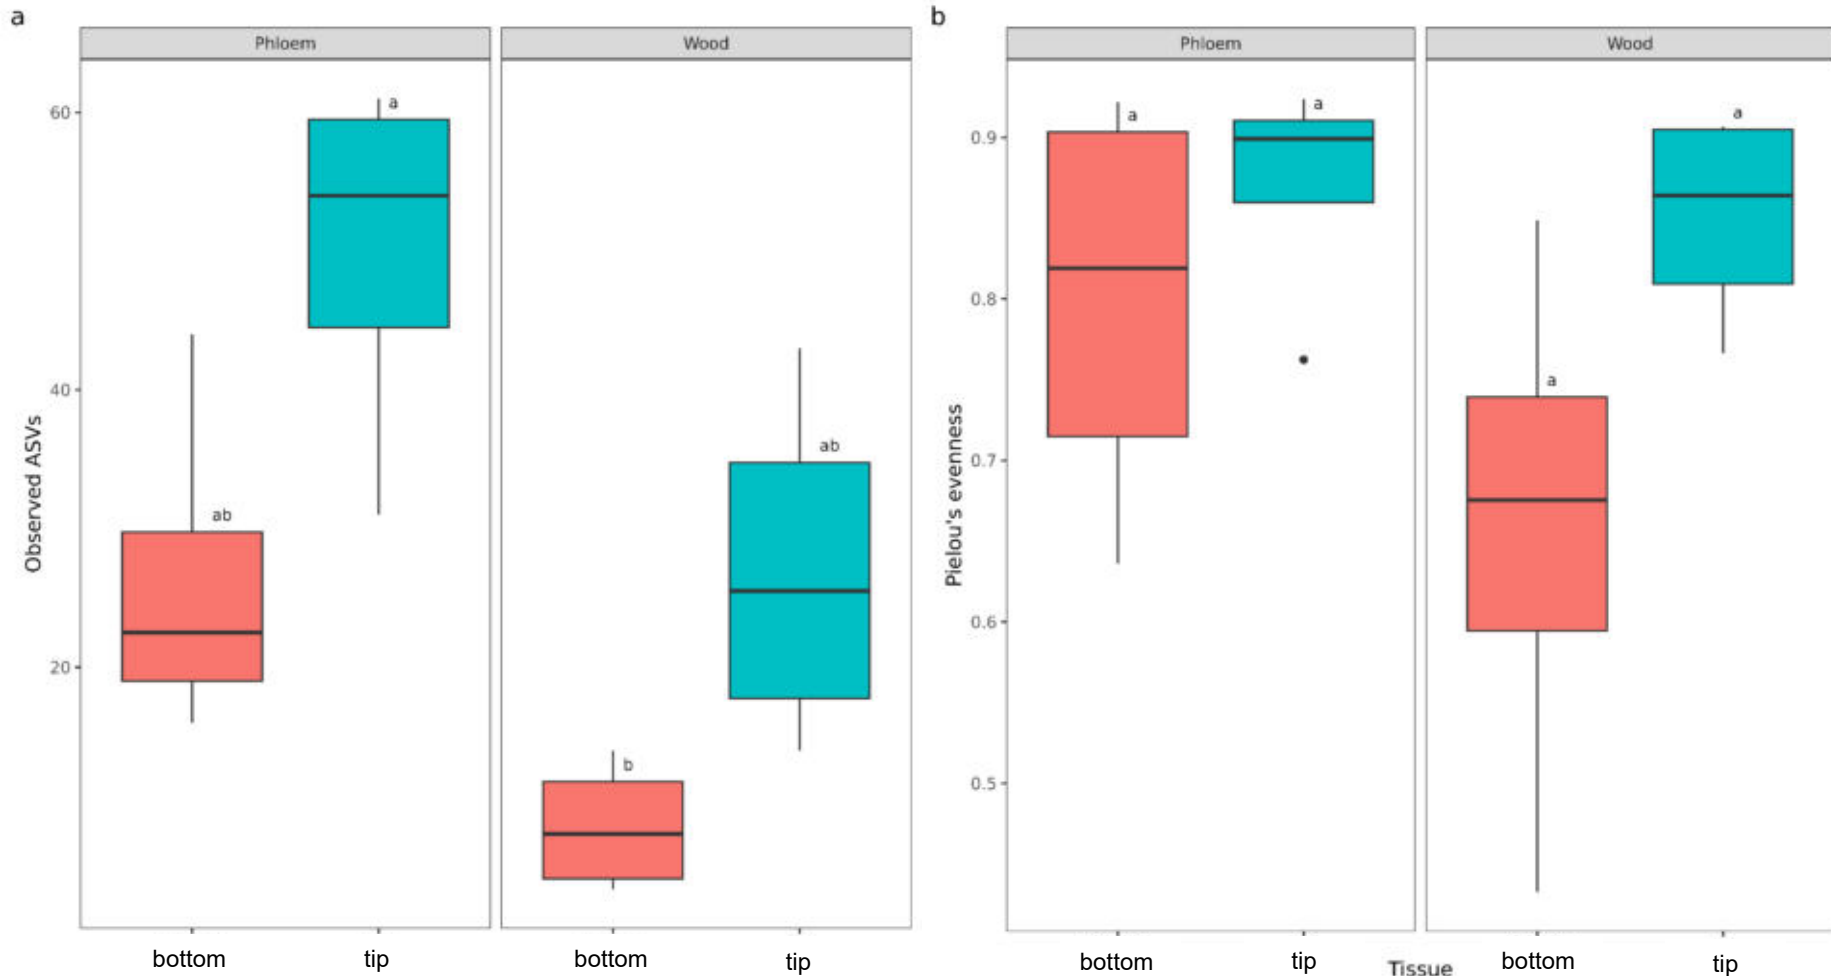 a
Phloem
Wood
Observed ASVs
60
40
20
a
ab
ab
b
bottom
tip
bottom
tip
b
Phloem
Wood
Pielou's evenness
0.9
0.8
0.7
0.6
0.5
a
a
a
a
bottom
tip
Tissue
bottom
tip